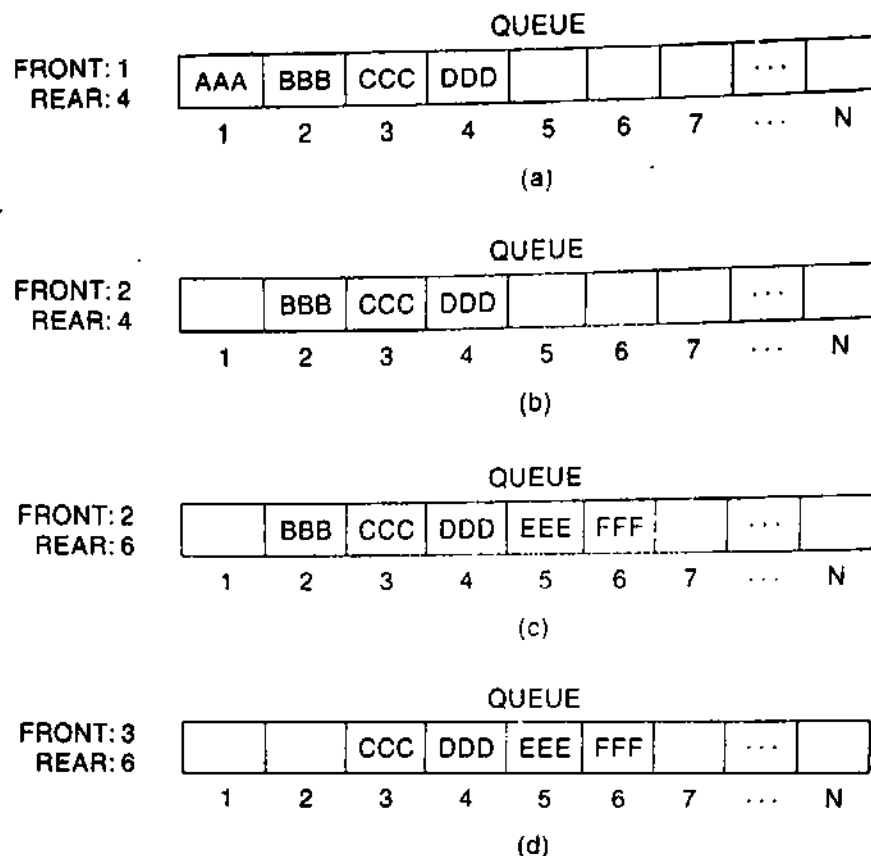 QUEUE
FRONT: 1
REAR: 4
AAA BBB CCC DDD ...
1 2 3 4 5 6 7 ... N
(a)
QUEUE
FRONT: 2
REAR: 4
BBB CCC DDD ...
1 2 3 4 5 6 7 ... N
(b)
QUEUE
FRONT: 2
REAR: 6
BBB CCC DDD EEE FFF ...
1 2 3 4 5 6 7 ... N
(c)
QUEUE
FRONT: 3
REAR: 6
CCC DDD EEE FFF ...
1 2 3 4 5 6 7 ... N
(d)